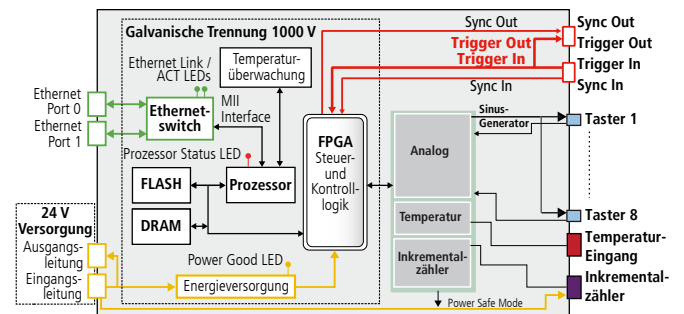 Galvanische Trennung 1000 V
Sync Out
Sync Out
Trigger Out
Trigger Out
Trigger In
Trigger In
Sync In
Sync In
Ethernet Link /
ACT LEDs
Temperatur-
überwachung
Ethernet
Port 0
Ethernet
Port 1
Ethernet-
switch
MII
Interface
Sinus-
Generator
Taster 1
FPGA
Steuer-
und
Kontroll-
logik
Analog
Prozessor Status LED
FLASH
Prozessor
DRAM
Temperatur
Taster 8
24 V
Versorgung
Ausgangs-
leitung
Eingangs-
leitung
Power Good LED
Energieversorgung
Inkremental-
zähler
Temperatur-
Eingang
Inkremental-
zähler
Power Safe Mode